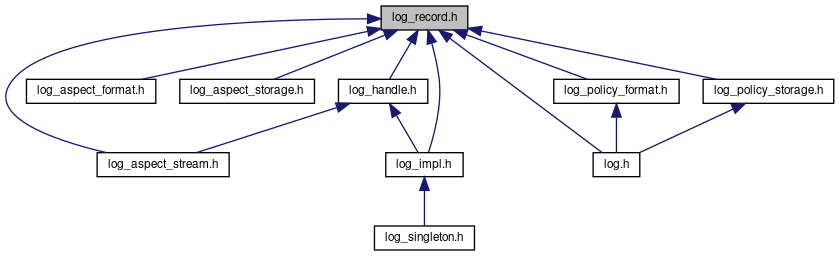 log_record.h
log_aspect_format.h
log_aspect_storage.h
log_handle.h
log_policy_format.h
log_policy_storage.h
log_aspect_stream.h
log_impl.h
log.h
log_singleton.h